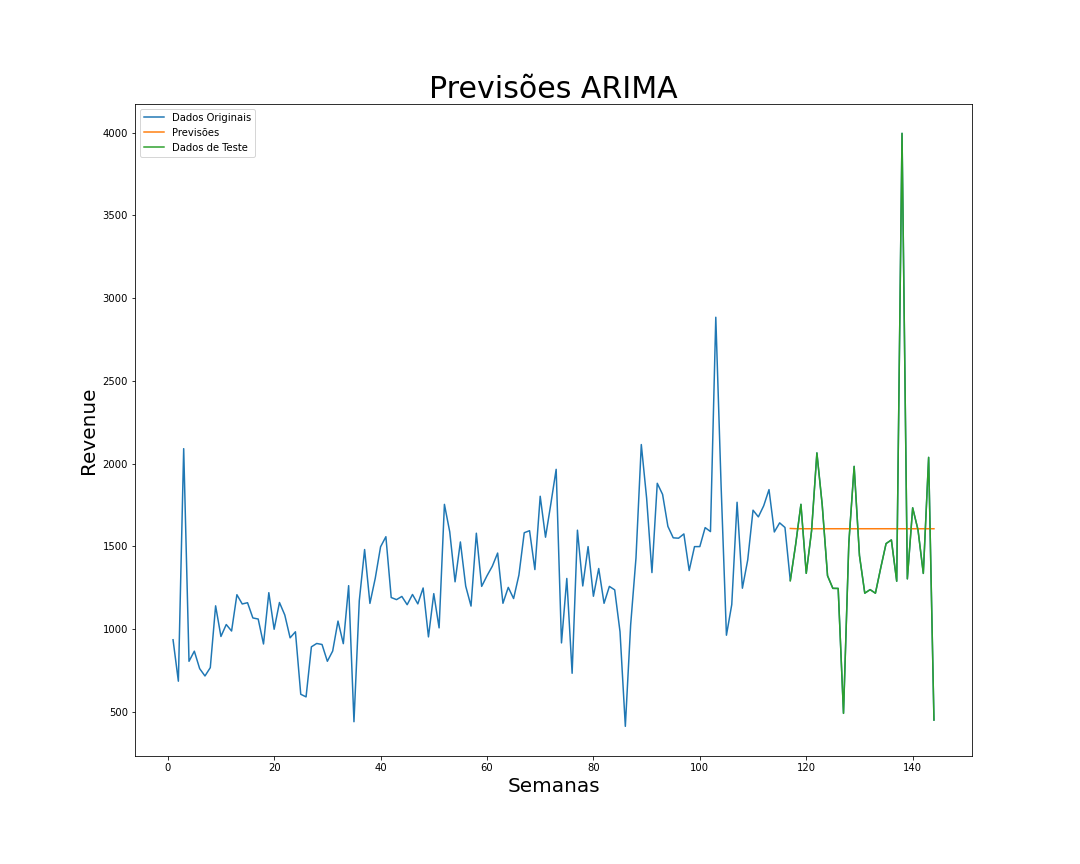 Previsões ARIMA
Dados Originais
Previsões
Dados de Teste
Revenue
4000
3500
3000
2500
2000
1500
1000
500
0 20 40 60 80 100 120 140
Semanas